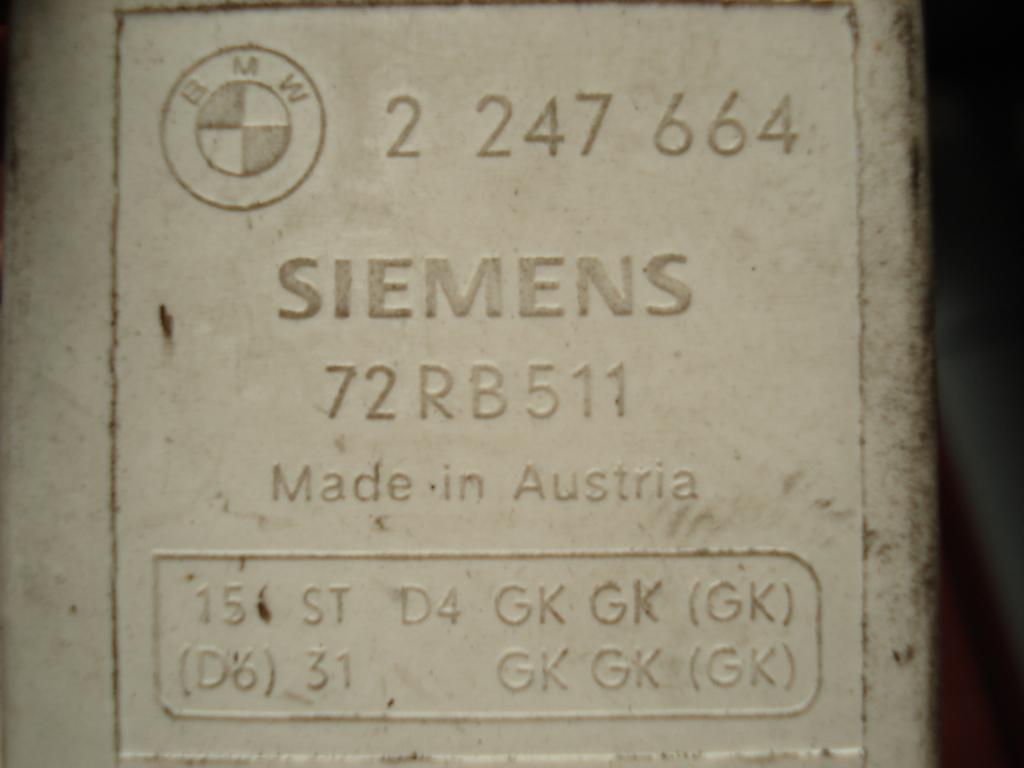 BMW 2 247 664
SIEMENS
72RB511
Made in Austria
ST D4 GK GK (GK)
(D6) 31 GK GK (GK)